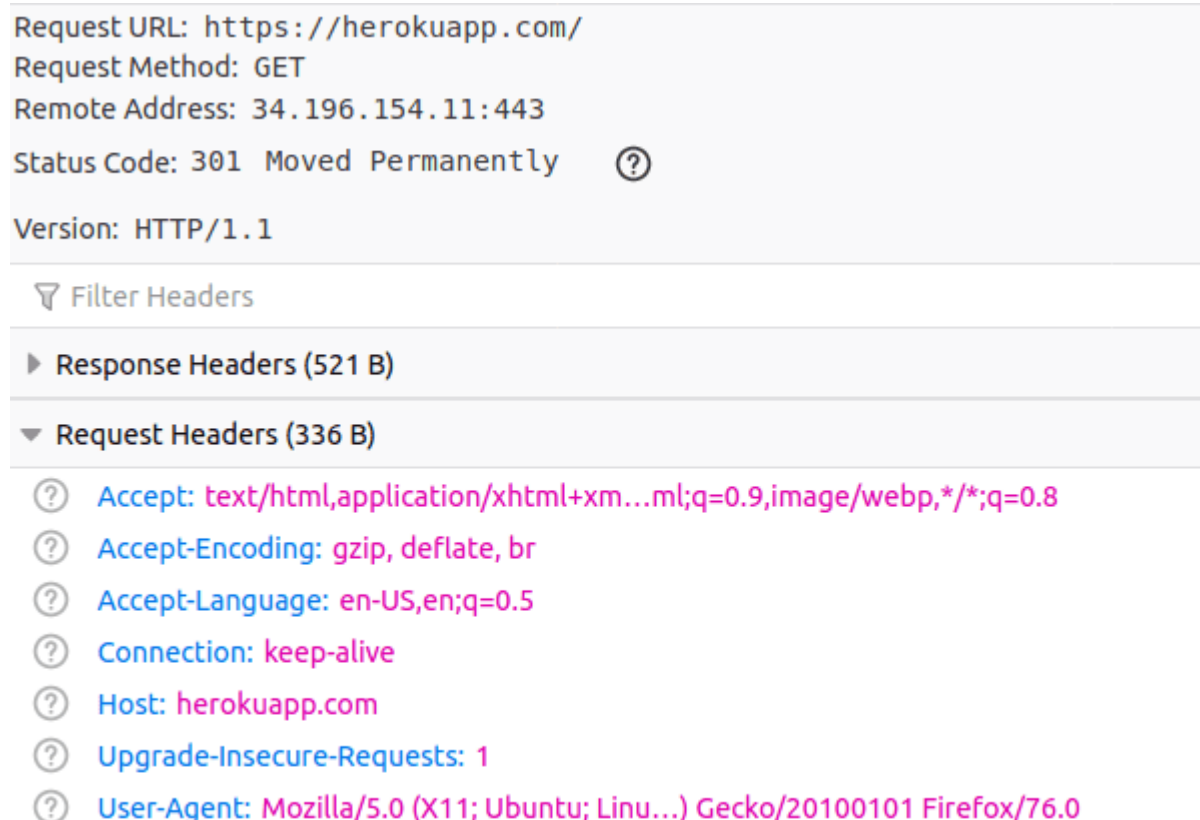 Request URL: https://herokuapp.com/
Request Method: GET
Remote Address: 34.196.154.11:443
Status Code: 301 Moved Permanently ?
Version: HTTP/1.1
Filter Headers
Response Headers (521 B)
Request Headers (336 B)
? Accept: text/html,application/xhtml+xm…ml;q=0.9,image/webp,*/*;q=0.8
? Accept-Encoding: gzip, deflate, br
? Accept-Language: en-US,en;q=0.5
? Connection: keep-alive
? Host: herokuapp.com
? Upgrade-Insecure-Requests: 1
? User-Agent: Mozilla/5.0 (X11; Ubuntu; Linu…) Gecko/20100101 Firefox/76.0